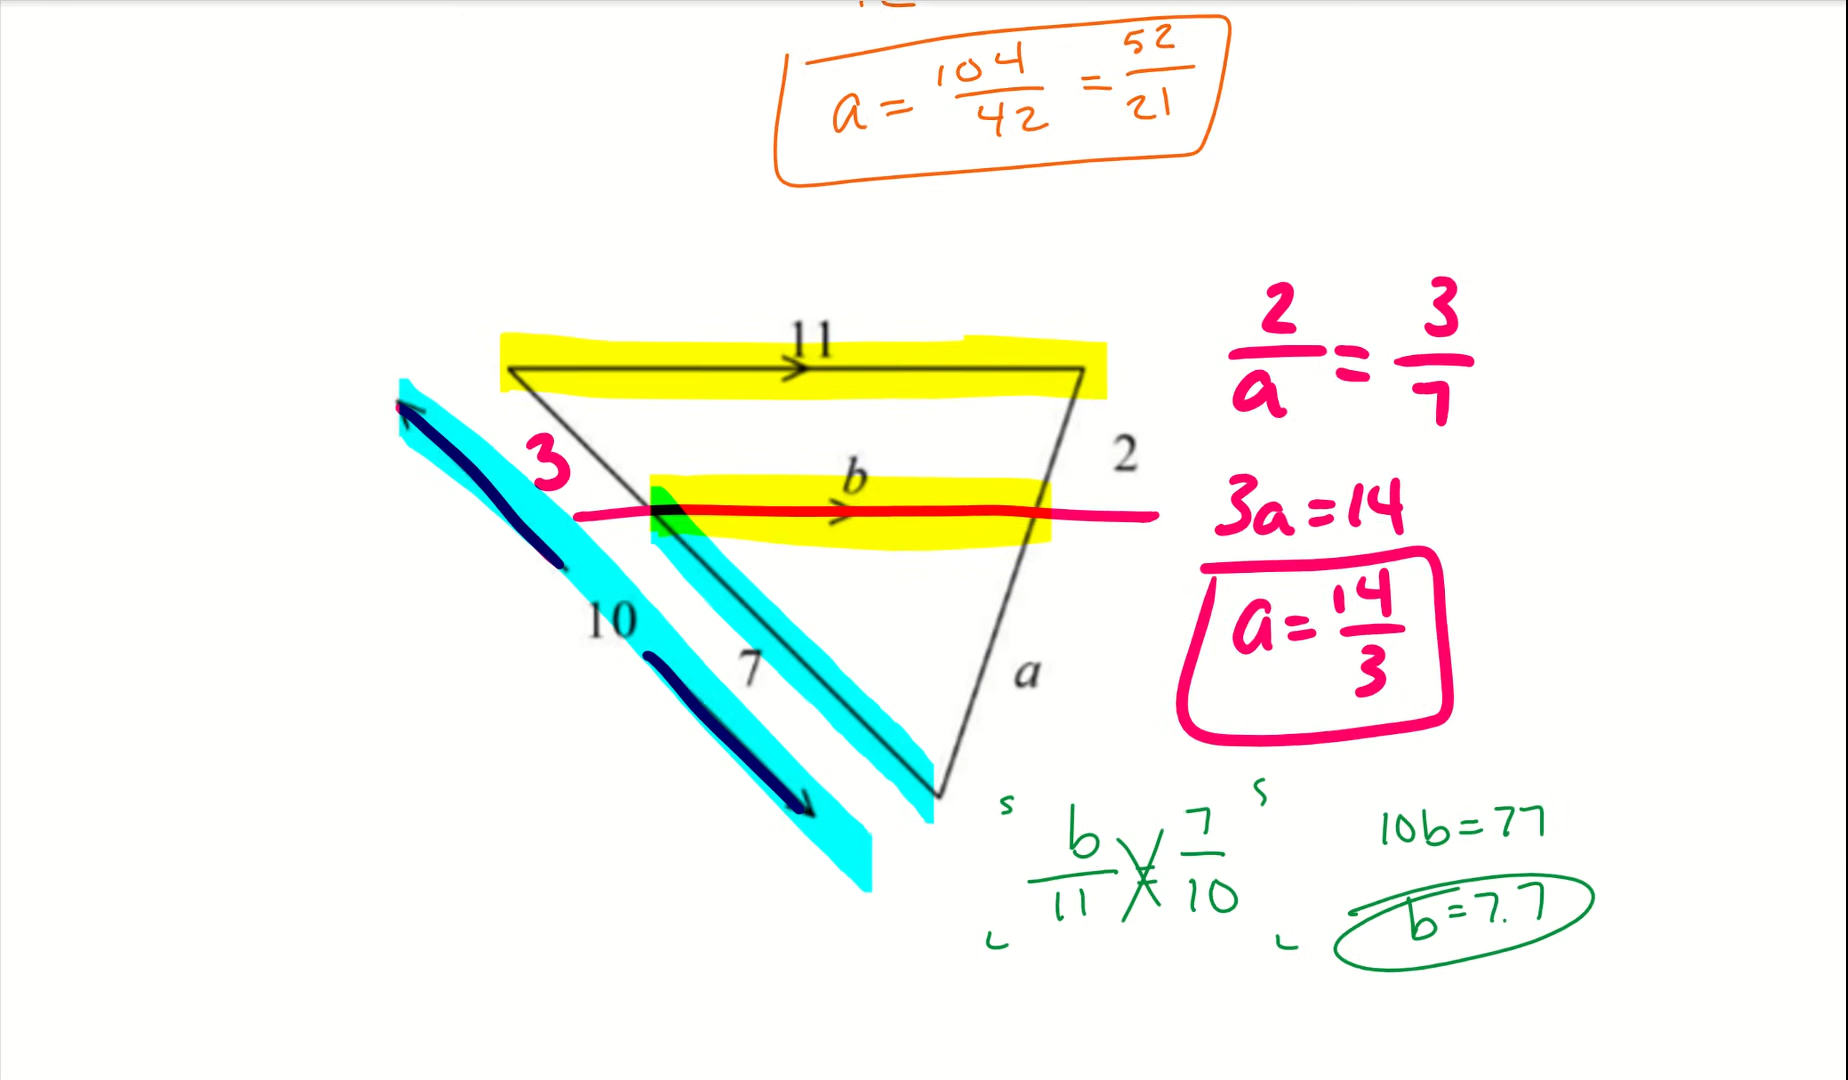 a = 104/42 = 52/21
11
2/a = 3/7
3
b
2
3a = 14
a = 14/3
10
7
a
s b/11 = 7/10 s
L L
10b = 77
b = 7.7